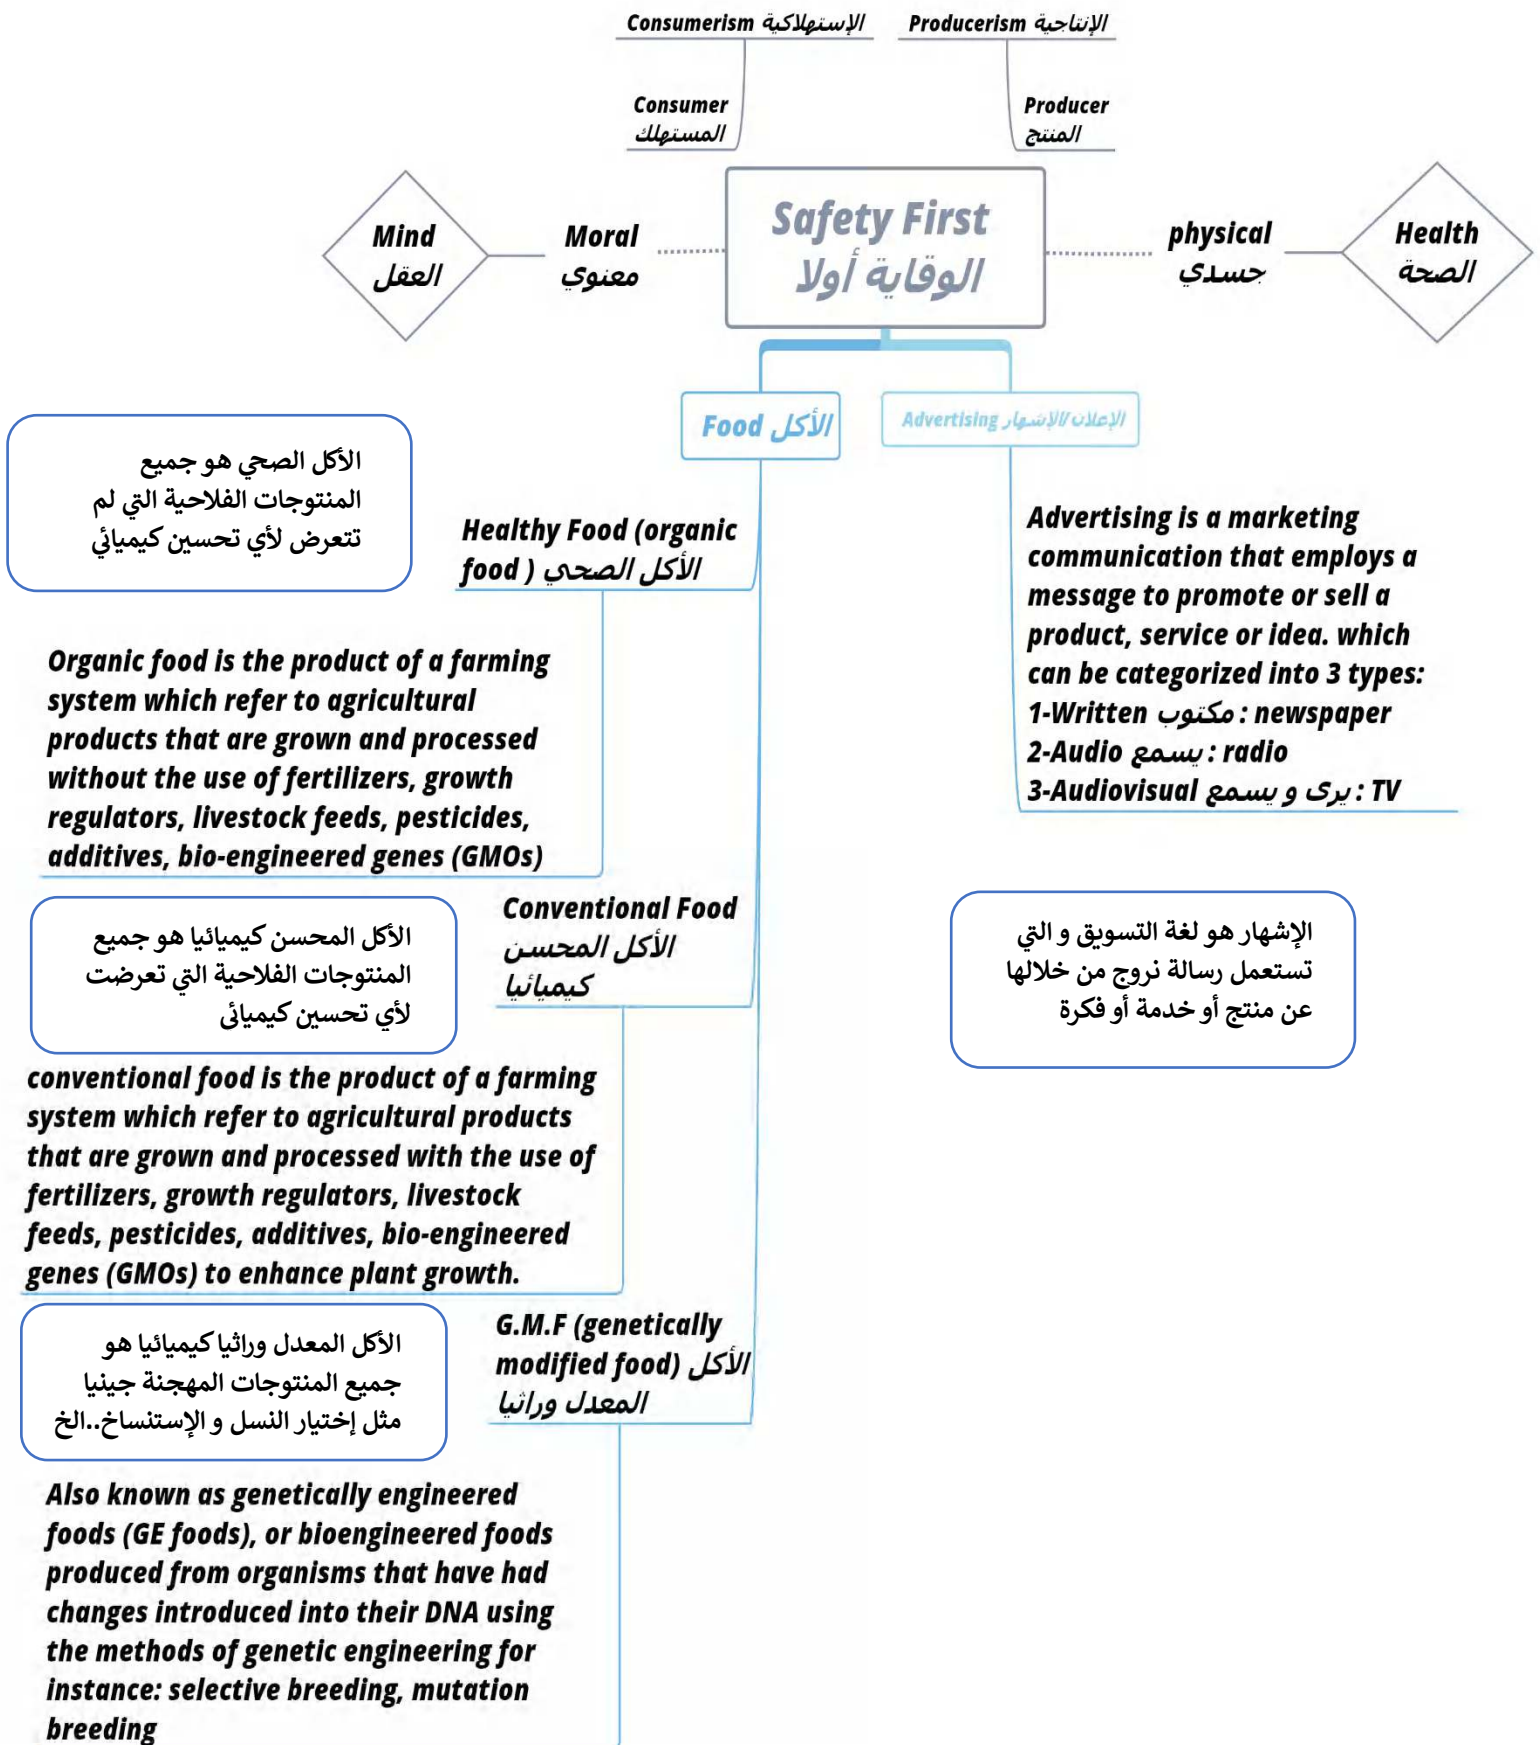 Consumerism الإستهلاكية
Producerism الإنتاجية
Consumer
المستهلك
Producer
المنتج
Mind
العقل
Moral
معنوي
Safety First
الوقاية أولا
physical
جسدي
Health
الصحة
Food الأكل
Advertising الإعلان/الإشهار
الأكل الصحي هو جميع
المنتوجات الفلاحية التي لم
تتعرض لأي تحسين كيميائي
Healthy Food (organic
food ) الأكل الصحي
Organic food is the product of a farming
system which refer to agricultural
products that are grown and processed
without the use of fertilizers, growth
regulators, livestock feeds, pesticides,
additives, bio-engineered genes (GMOs)
Advertising is a marketing
communication that employs a
message to promote or sell a
product, service or idea. which
can be categorized into 3 types:
1-Written مكتوب : newspaper
2-Audio يسمع : radio
3-Audiovisual يرى و يسمع : TV
الأكل المحسن كيميائيا هو جميع
المنتوجات الفلاحية التي تعرضت
لأي تحسين كيميائى
Conventional Food
الأكل المحسن
كيميائيا
الإشهار هو لغة التسويق و التي
تستعمل رسالة نروج من خلالها
عن منتج أو خدمة أو فكرة
conventional food is the product of a farming
system which refer to agricultural products
that are grown and processed with the use of
fertilizers, growth regulators, livestock
feeds, pesticides, additives, bio-engineered
genes (GMOs) to enhance plant growth.
الأكل المعدل وراثيا كيميائيا هو
جميع المنتوجات المهجنة جينيا
مثل إختيار النسل و الإستنساخ..الخ
G.M.F (genetically
modified food) الأكل
المعدل وراثيا
Also known as genetically engineered
foods (GE foods), or bioengineered foods
produced from organisms that have had
changes introduced into their DNA using
the methods of genetic engineering for
instance: selective breeding, mutation
breeding